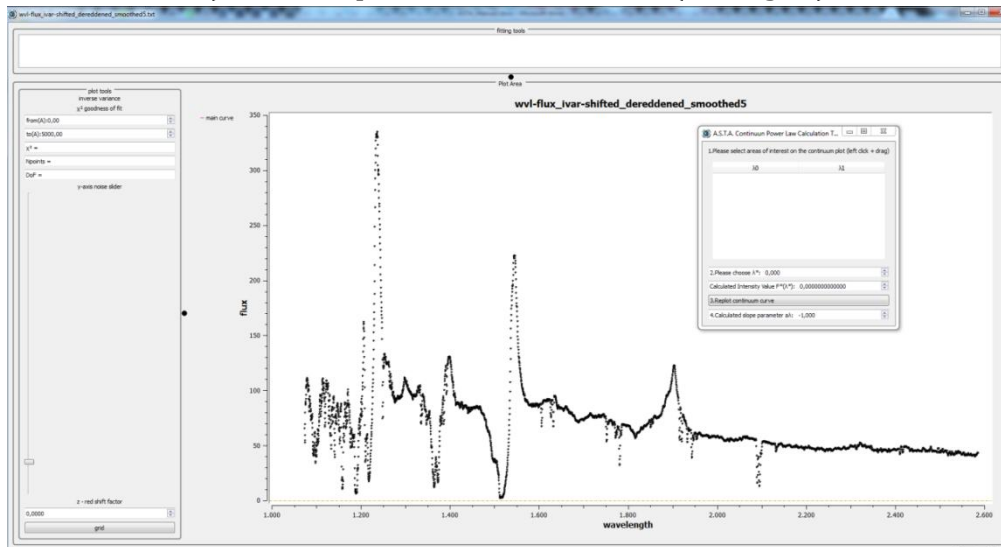 wvl-flux_ivar-shifted_dereddened_smoothed5.txt
fitting tools
Plot Area
plot tools
inverse variance
χ² goodness of fit
from(A):0,00
to(A):5000,00
χ² =
Npoints =
DoF =
y-axis noise slider
z - red shift factor
0,0000
grid
wvl-flux_ivar-shifted_dereddened_smoothed5
main curve
350
300
250
200
150
100
50
0
flux
1.000
1.200
1.400
1.600
1.800
2.000
2.200
2.400
2.600
wavelength
A.S.T.A. Continuum Power Law Calculation T...
1.Please select areas of interest on the continuum plot (left click + drag)
λ0 λ1
2.Please choose λ*: 0,000
Calculated Intensity Value F*(λ*): 0,0000000000000
3.Replot continuum curve
4.Calculated slope parameter aλ: -1,000